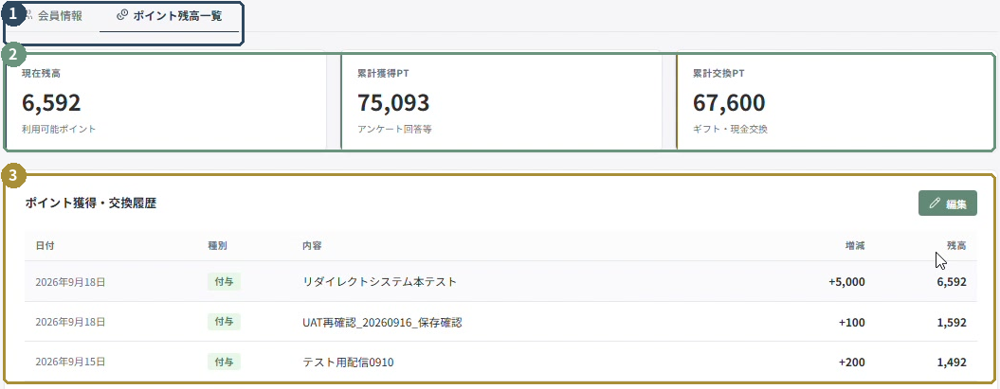 1 会員情報 ポイント残高一覧
2
現在残高 累計獲得PT 累計交換PT
6,592 75,093 67,600
利用可能ポイント アンケート回答等 ギフト・現金交換
3
ポイント獲得・交換履歴 編集
日付 種別 内容 増減 残高
2026年9月18日 付与 リダイレクトシステム本テスト +5,000 6,592
2026年9月18日 付与 UAT再確認_20260916_保存確認 +100 1,592
2026年9月15日 付与 テスト用配信0910 +200 1,492